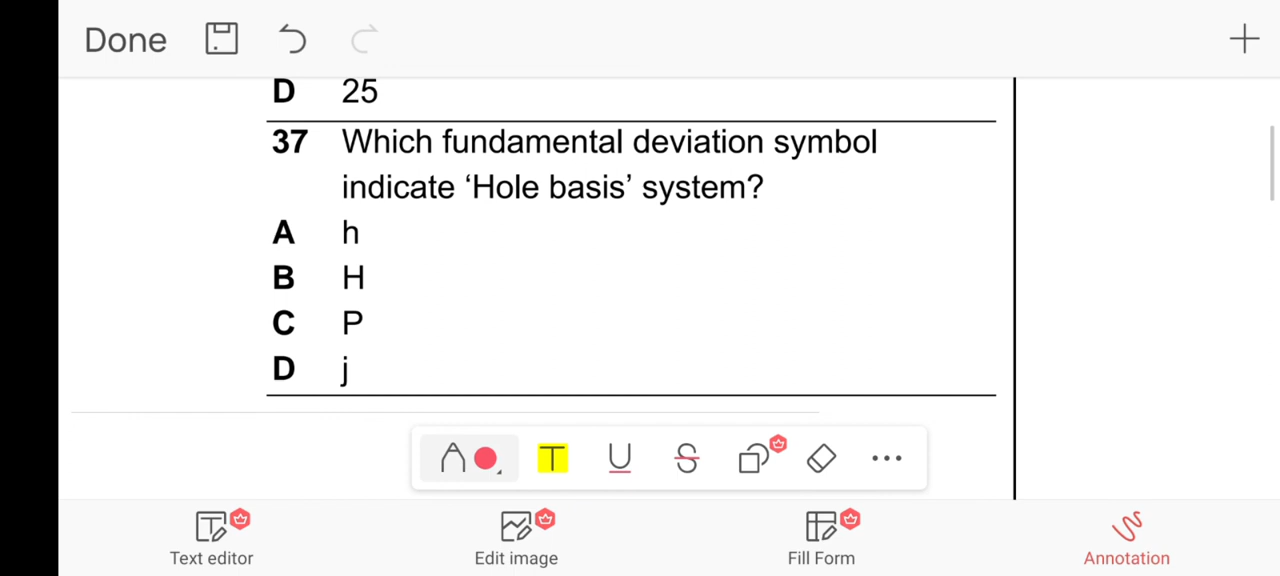 Done
D 25
37 Which fundamental deviation symbol
indicate ‘Hole basis’ system?
A h
B H
C P
D j
T U S
Text editor Edit image Fill Form Annotation